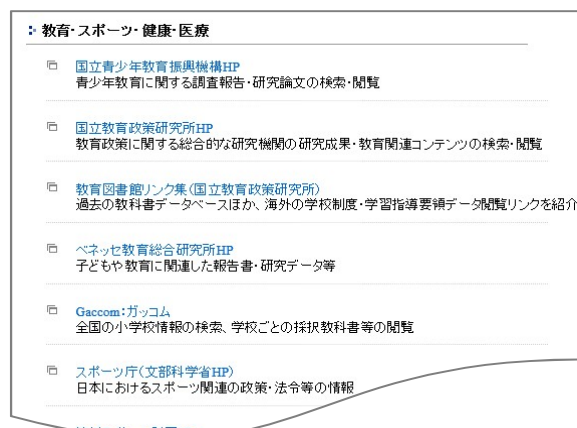 教育・スポーツ・健康・医療
国立青少年教育振興機構HP
青少年教育に関する調査報告・研究論文の検索・閲覧
国立教育政策研究所HP
教育政策に関する総合的な研究機関の研究成果・教育関連コンテンツの検索・閲覧
教育図書館リンク集(国立教育政策研究所)
過去の教科書データベースほか、海外の学校制度・学習指導要領データ閲覧リンクを紹介
ベネッセ教育総合研究所HP
子どもや教育に関連した報告書・研究データ等
Gaccom:ガッコム
全国の小学校情報の検索、学校ごとの採択教科書等の閲覧
スポーツ庁(文部科学省HP)
日本におけるスポーツ関連の政策・法令等の情報